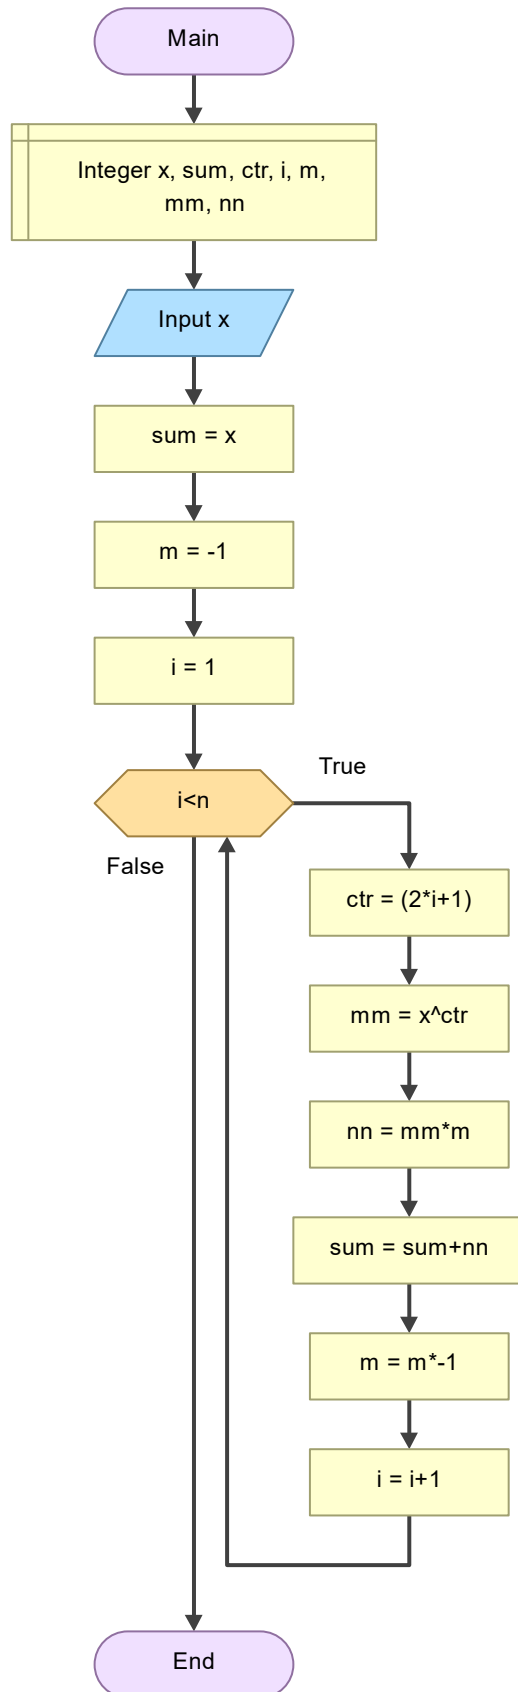 Main
Integer x, sum, ctr, i, m,
mm, nn
Input x
sum = x
m = -1
i = 1
i<n
True
False
ctr = (2*i+1)
mm = x^ctr
nn = mm*m
sum = sum+nn
m = m*-1
i = i+1
End